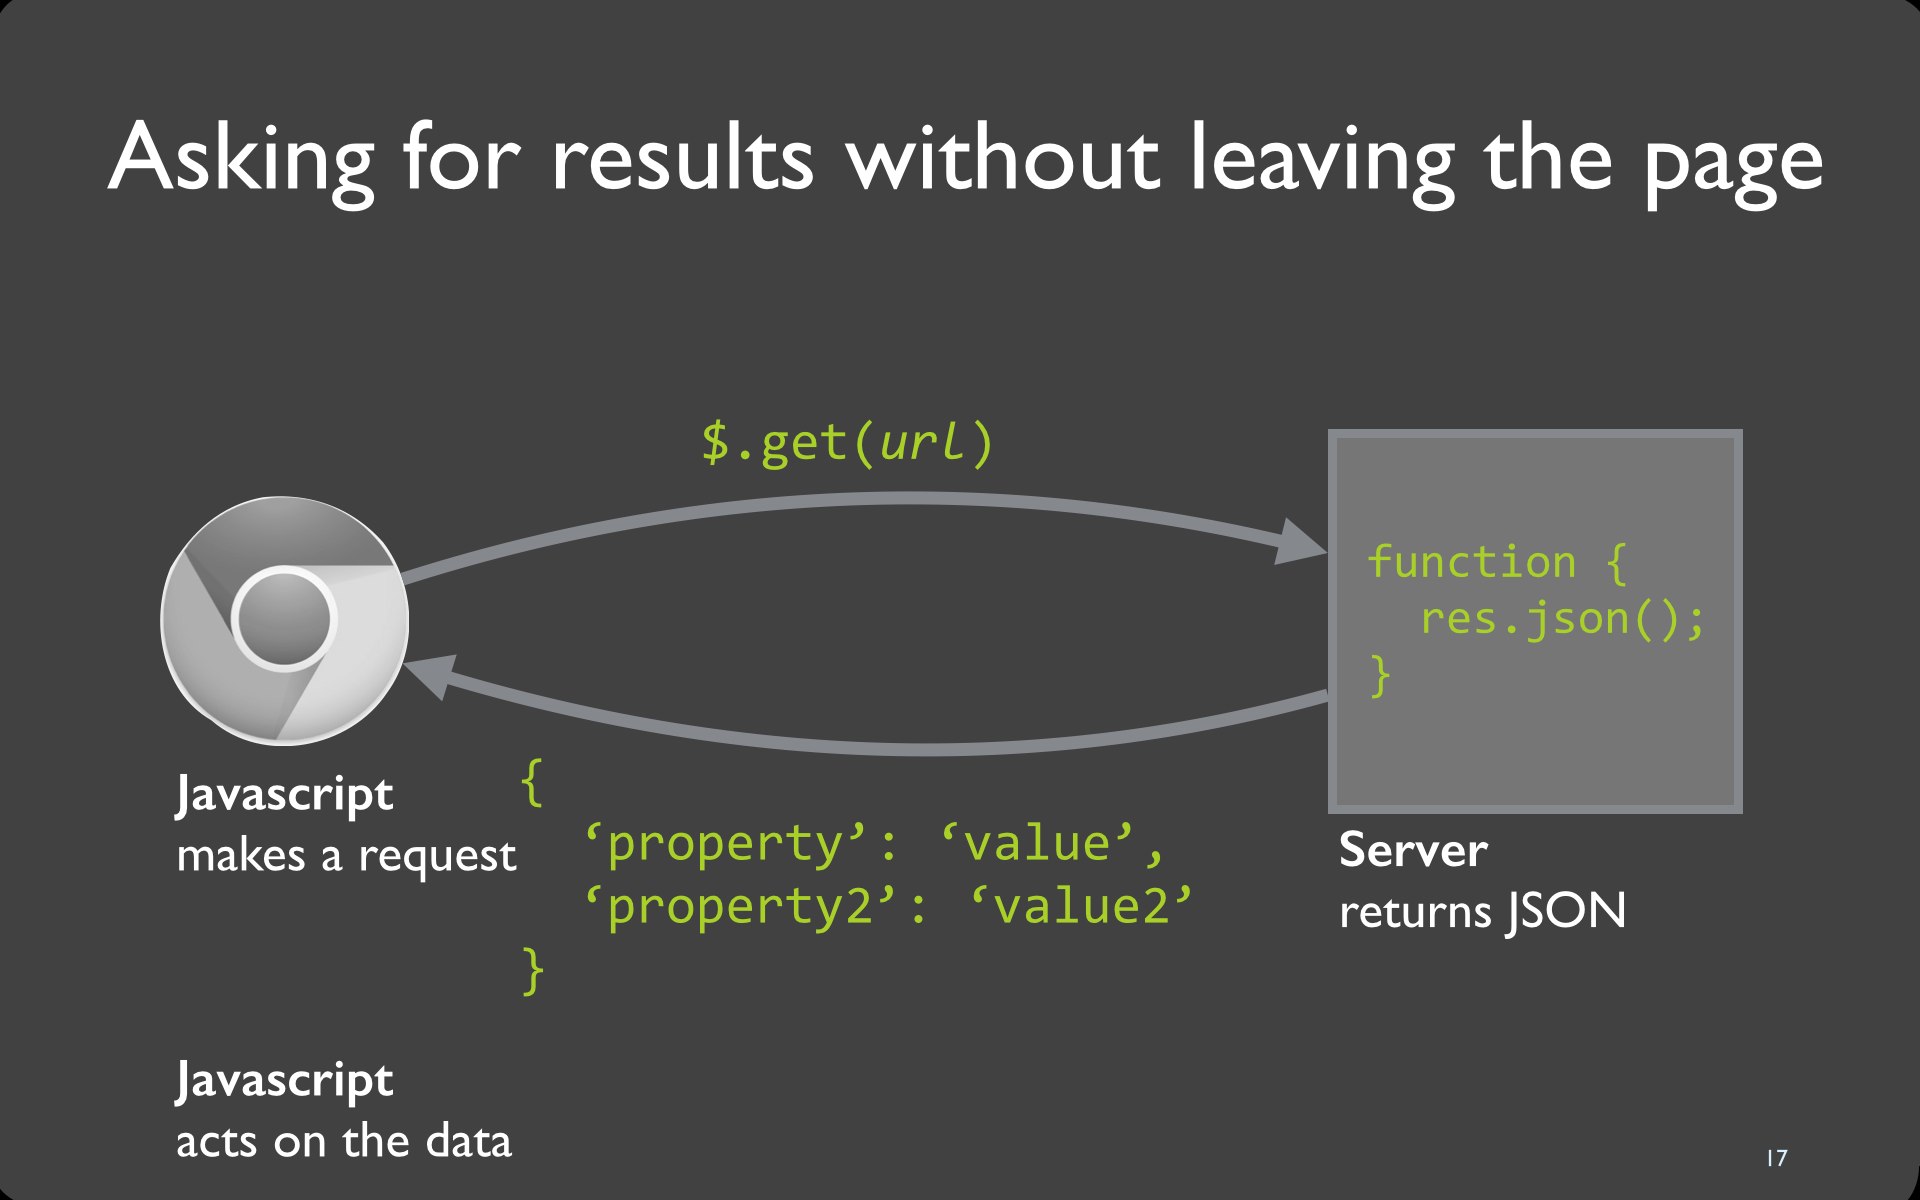 Asking for results without leaving the page
$.get(url)
function {
  res.json();
}
Javascript
makes a request
{
  ‘property’: ‘value’,
  ‘property2’: ‘value2’
}
Server
returns JSON
Javascript
acts on the data
17